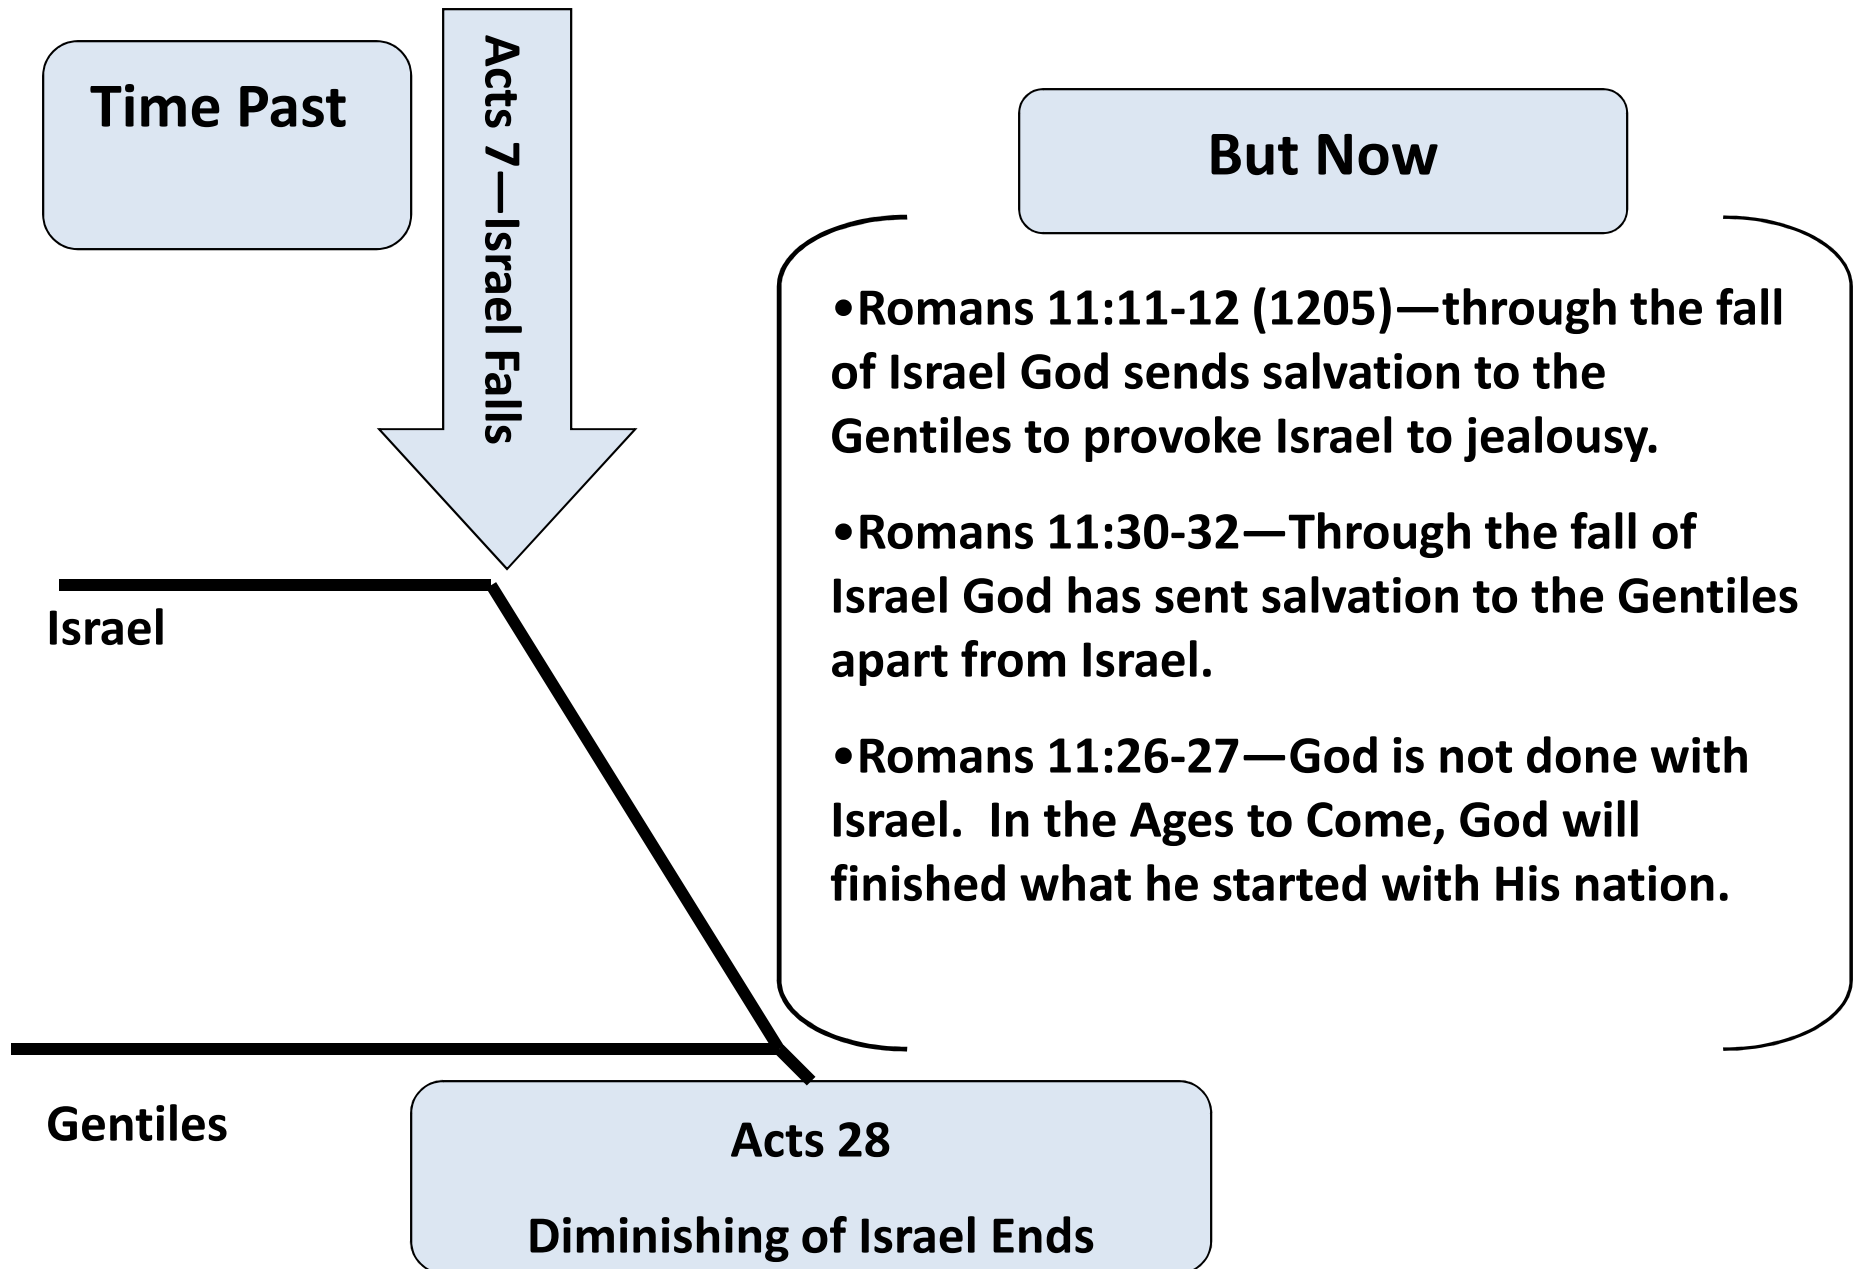 Time Past
Acts 7—Israel Falls
But Now
•Romans 11:11-12 (1205)—through the fall
of Israel God sends salvation to the
Gentiles to provoke Israel to jealousy.
•Romans 11:30-32—Through the fall of
Israel God has sent salvation to the Gentiles
apart from Israel.
•Romans 11:26-27—God is not done with
Israel.  In the Ages to Come, God will
finished what he started with His nation.
Israel
Gentiles
Acts 28
Diminishing of Israel Ends